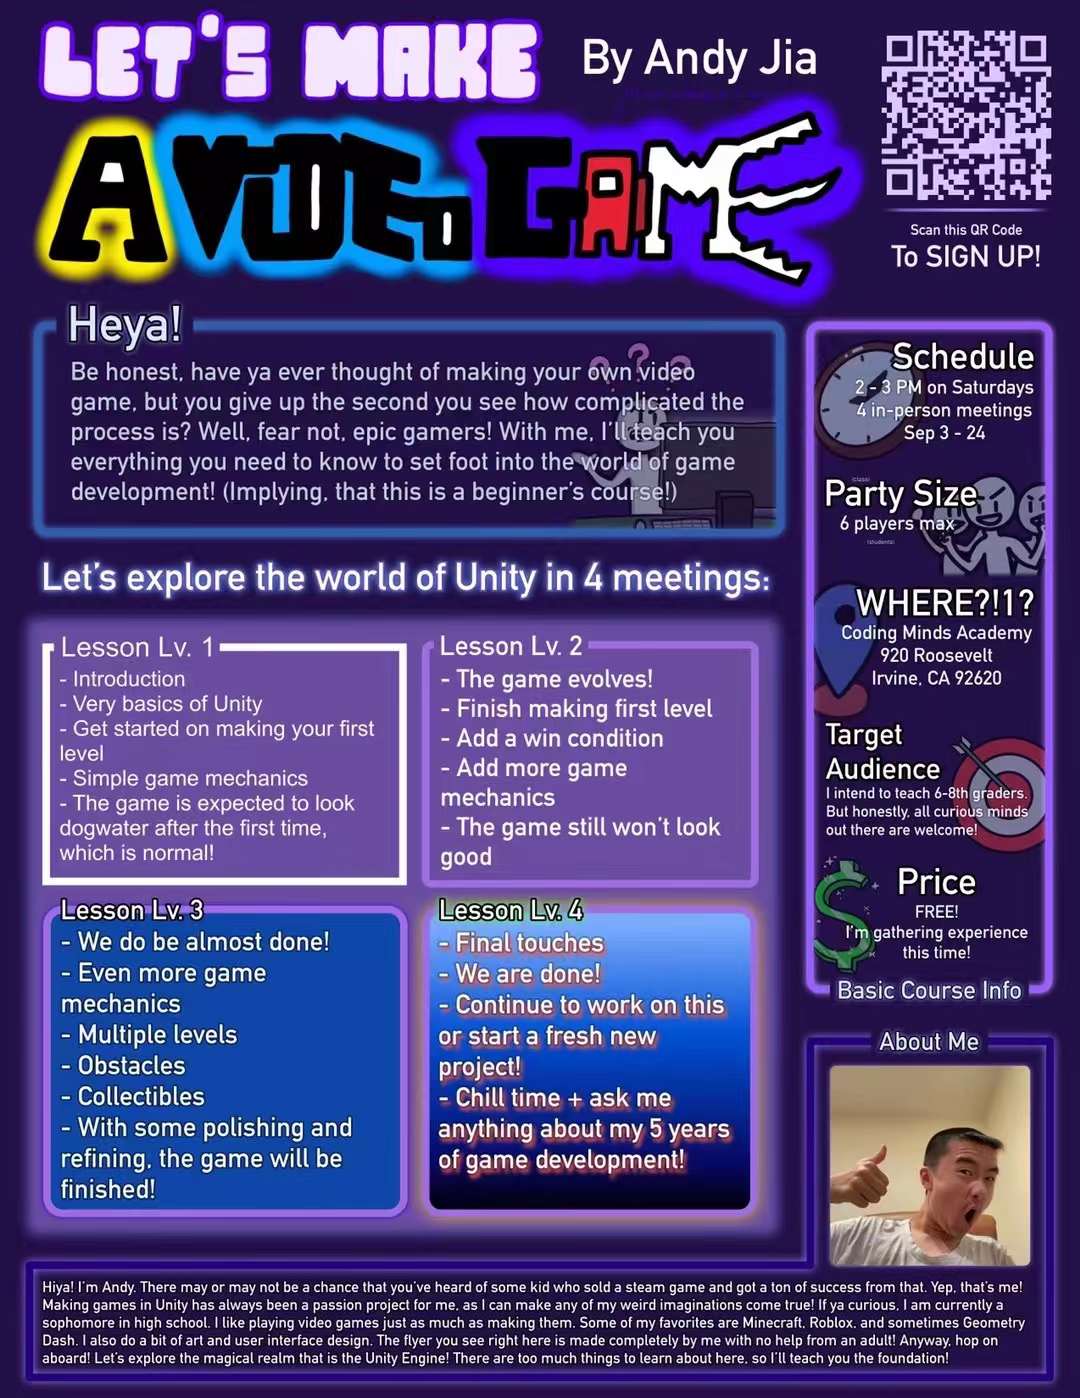 LET'S MAKE
By Andy Jia
A VIDEO GAME
Scan this QR Code
To SIGN UP!
Heya!
Be honest, have ya ever thought of making your own video
game, but you give up the second you see how complicated the
process is? Well, fear not, epic gamers! With me, I'll teach you
everything you need to know to set foot into the world of game
development! (Implying, that this is a beginner's course!)
Let's explore the world of Unity in 4 meetings:
Lesson Lv. 1
- Introduction
- Very basics of Unity
- Get started on making your first
level
- Simple game mechanics
- The game is expected to look
dogwater after the first time,
which is normal!
Lesson Lv. 2
- The game evolves!
- Finish making first level
- Add a win condition
- Add more game
mechanics
- The game still won't look
good
Lesson Lv. 3
- We do be almost done!
- Even more game
mechanics
- Multiple levels
- Obstacles
- Collectibles
- With some polishing and
refining, the game will be
finished!
Lesson Lv. 4
- Final touches
- We are done!
- Continue to work on this
or start a fresh new
project!
- Chill time + ask me
anything about my 5 years
of game development!
Schedule
2 - 3 PM on Saturdays
4 in-person meetings
Sep 3 - 24
(class)
Party Size
6 players max
(students)
WHERE?!1?
Coding Minds Academy
920 Roosevelt
Irvine, CA 92620
Target
Audience
I intend to teach 6-8th graders.
But honestly, all curious minds
out there are welcome!
Price
FREE!
I'm gathering experience
this time!
Basic Course Info
About Me
Hiya! I'm Andy. There may or may not be a chance that you've heard of some kid who sold a steam game and got a ton of success from that. Yep, that's me!
Making games in Unity has always been a passion project for me, as I can make any of my weird imaginations come true! If ya curious, I am currently a
sophomore in high school. I like playing video games just as much as making them. Some of my favorites are Minecraft, Roblox, and sometimes Geometry
Dash. I also do a bit of art and user interface design. The flyer you see right here is made completely by me with no help from an adult! Anyway, hop on
aboard! Let's explore the magical realm that is the Unity Engine! There are too much things to learn about here, so I'll teach you the foundation!